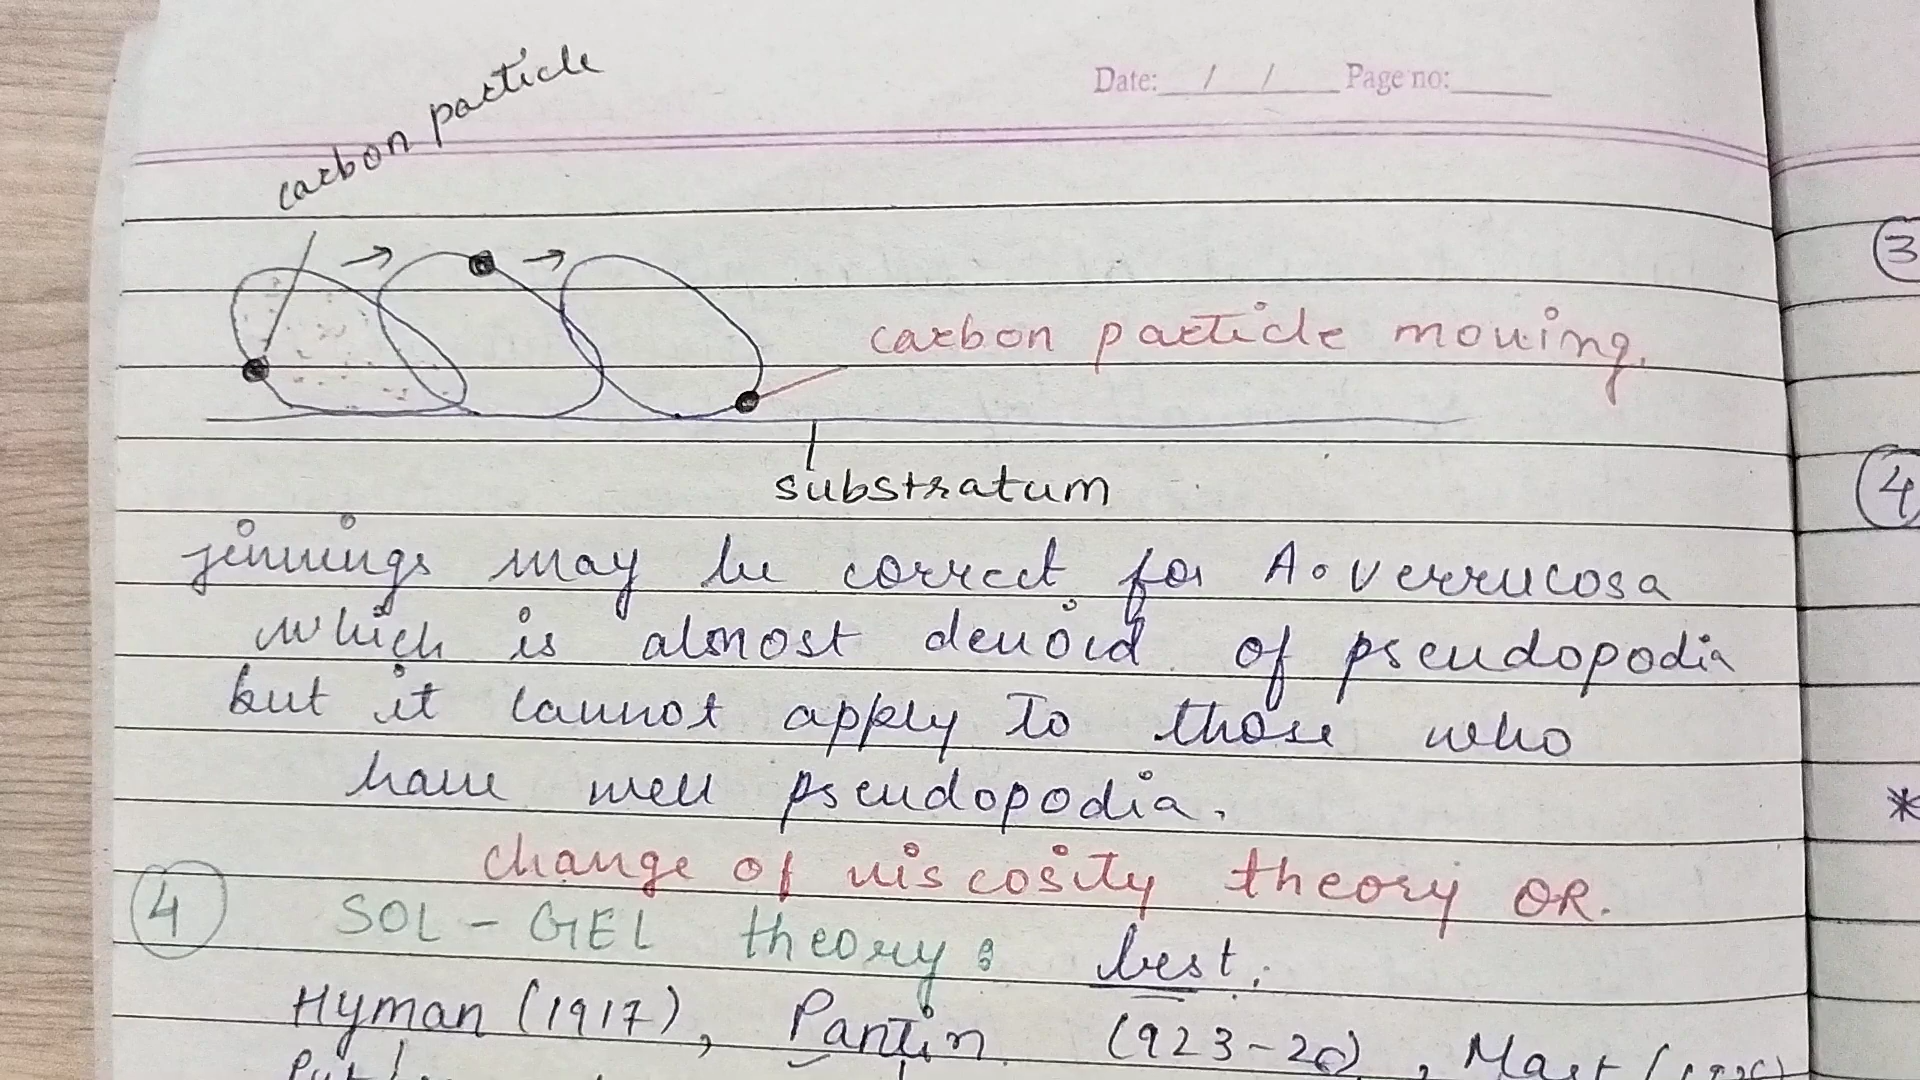 carbon particle
Date: / / Page no:
3
carbon particle moving.
substratum
4
jennings may be correct for A. verrucosa
which is almost devoid of pseudopodia
but it cannot apply to those who
have well pseudopodia.
*
change of viscosity theory OR.
4 SOL-GEL theory: best.
Hyman (1917), Pantin (923-26), Mast